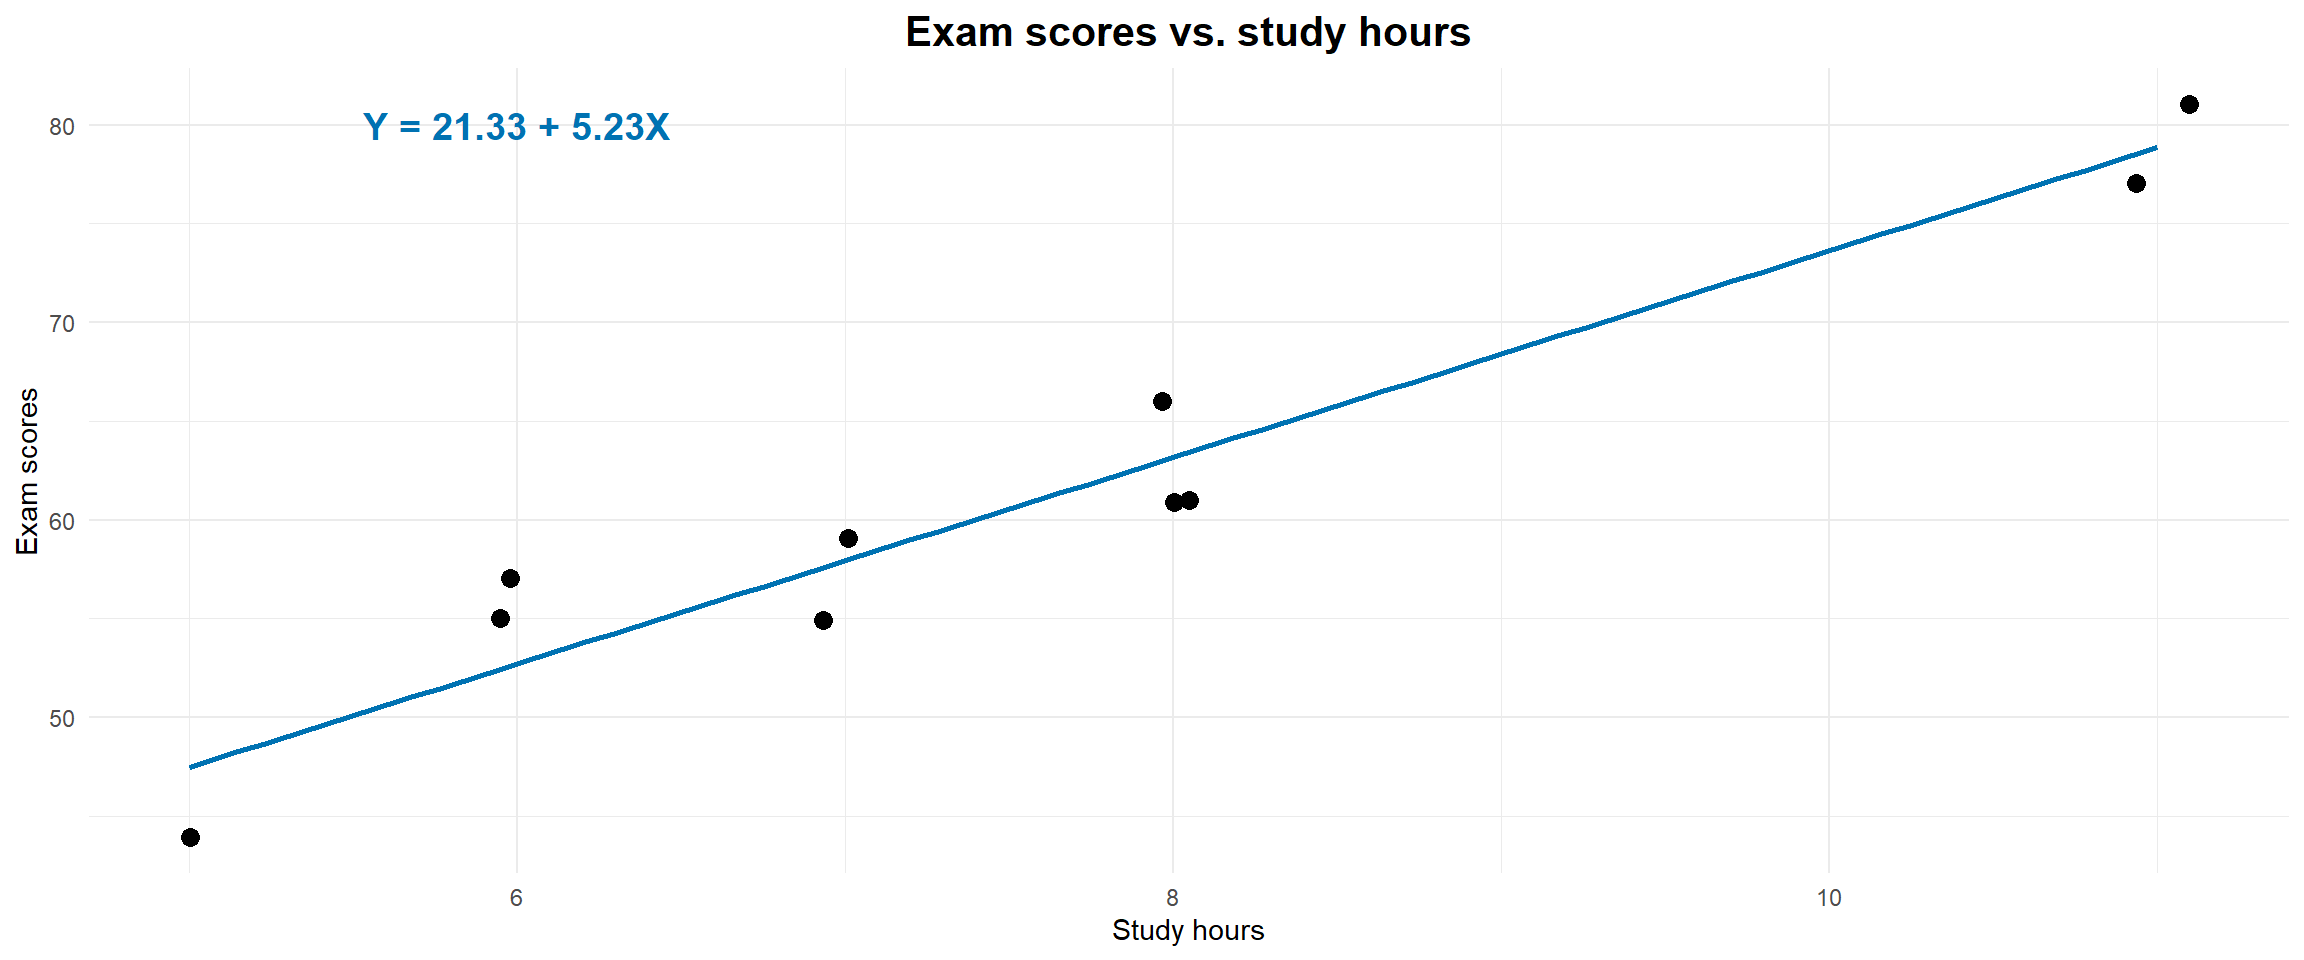 Exam scores vs. study hours
Y = 21.33 + 5.23X
80
70
60
50
Exam scores
6
8
10
Study hours